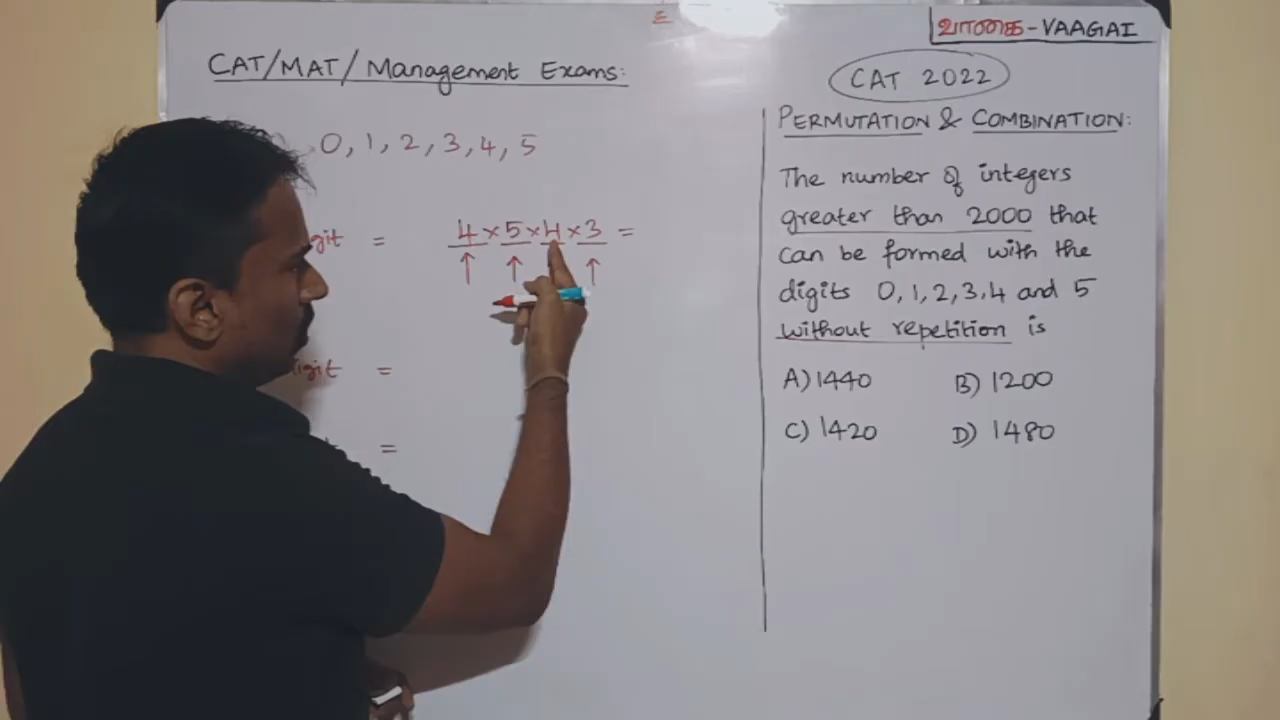 வாகை - VAAGAI
CAT/MAT/ Management Exams:
0, 1, 2, 3, 4, 5
git = 4 × 5 × 4 × 3 =
igit =
=
CAT 2022
PERMUTATION & COMBINATION:
The number of integers
greater than 2000 that
can be formed with the
digits 0, 1, 2, 3, 4 and 5
without repetition is
A) 1440 B) 1200
C) 1420 D) 1480